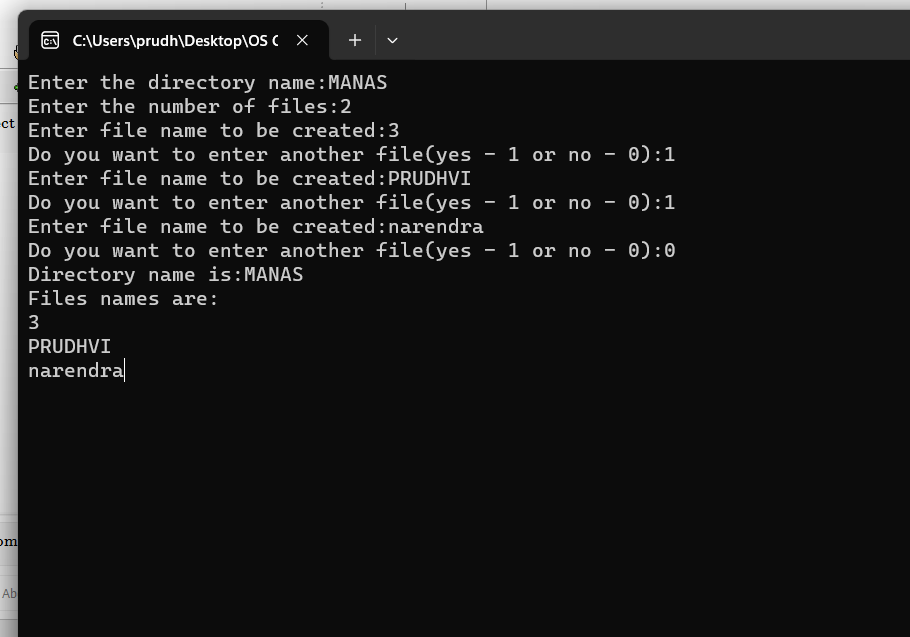 C:\Users\prudh\Desktop\OS
Enter the directory name:MANAS
Enter the number of files:2
ect
Enter file name to be created:3
Do you want to enter another file(yes - 1 or no - 0):1
Enter file name to be created:PRUDHVI
Do you want to enter another file(yes - 1 or no - 0):1
Enter file name to be created:narendra
Do you want to enter another file(yes - 1 or no - 0):0
Directory name is:MANAS
Files names are:
3
PRUDHVI
narendra
om
Ab